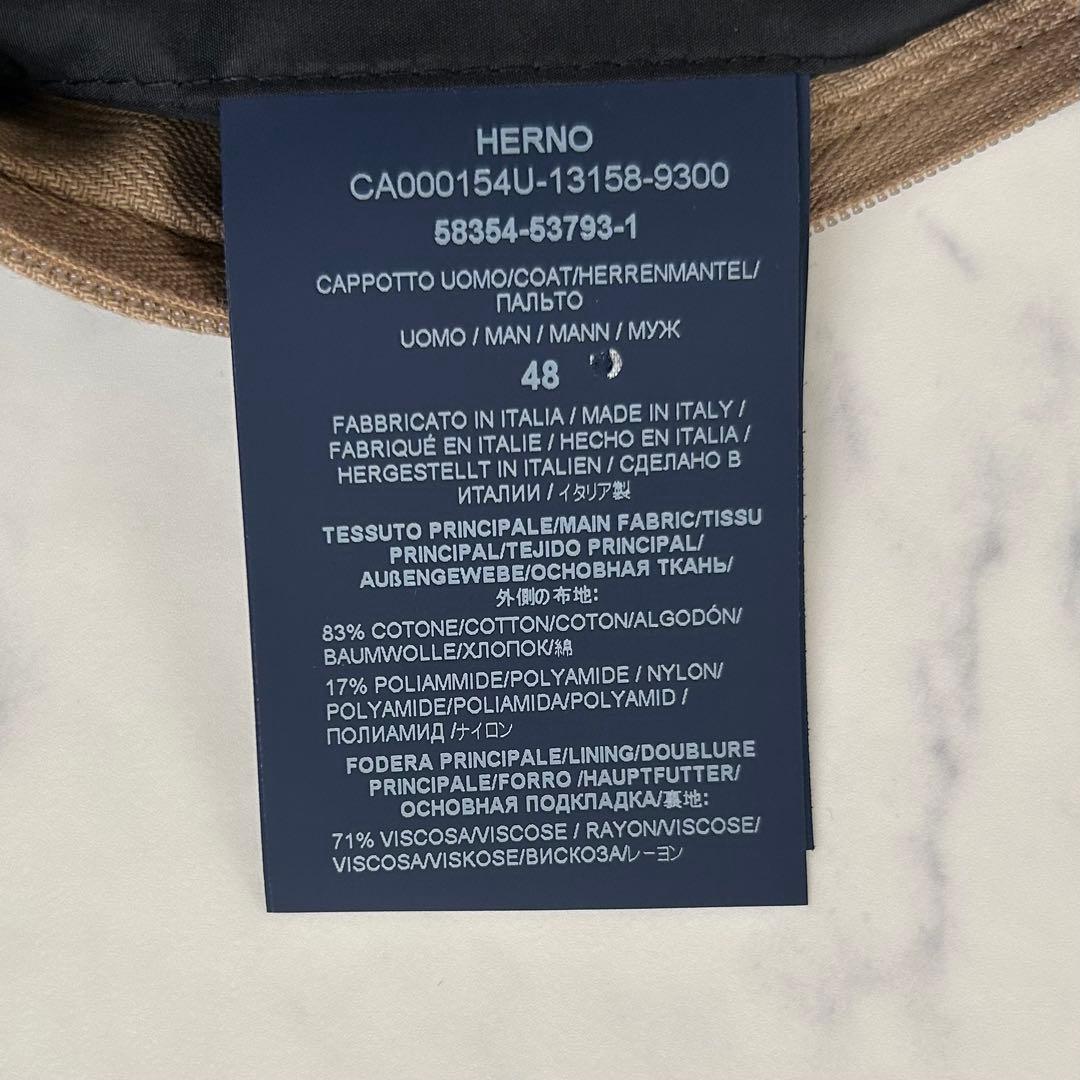 HERNO
CA000154U-13158-9300
58354-53793-1
CAPPOTTO UOMO/COAT/HERRENMANTEL/
ПАЛЬТО
UOMO / MAN / MANN / МУЖ
48
FABBRICATO IN ITALIA / MADE IN ITALY /
FABRIQUÉ EN ITALIE / HECHO EN ITALIA /
HERGESTELLT IN ITALIEN / СДЕЛАНО В
ИТАЛИИ / イタリア製
TESSUTO PRINCIPALE/MAIN FABRIC/TISSU
PRINCIPAL/TEJIDO PRINCIPAL/
AUßENGEWEBE/ОСНОВНАЯ ТКАНЬ/
外側の布地:
83% COTONE/COTTON/COTON/ALGODÓN/
BAUMWOLLE/ХЛОПОК/綿
17% POLIAMMIDE/POLYAMIDE / NYLON/
POLYAMIDE/POLIAMIDA/POLYAMID /
ПОЛИАМИД /ナイロン
FODERA PRINCIPALE/LINING/DOUBLURE
PRINCIPALE/FORRO /HAUPTFUTTER/
ОСНОВНАЯ ПОДКЛАДКА/裏地:
71% VISCOSA/VISCOSE / RAYON/VISCOSE/
VISCOSA/VISKOSE/ВИСКОЗА/レーヨン